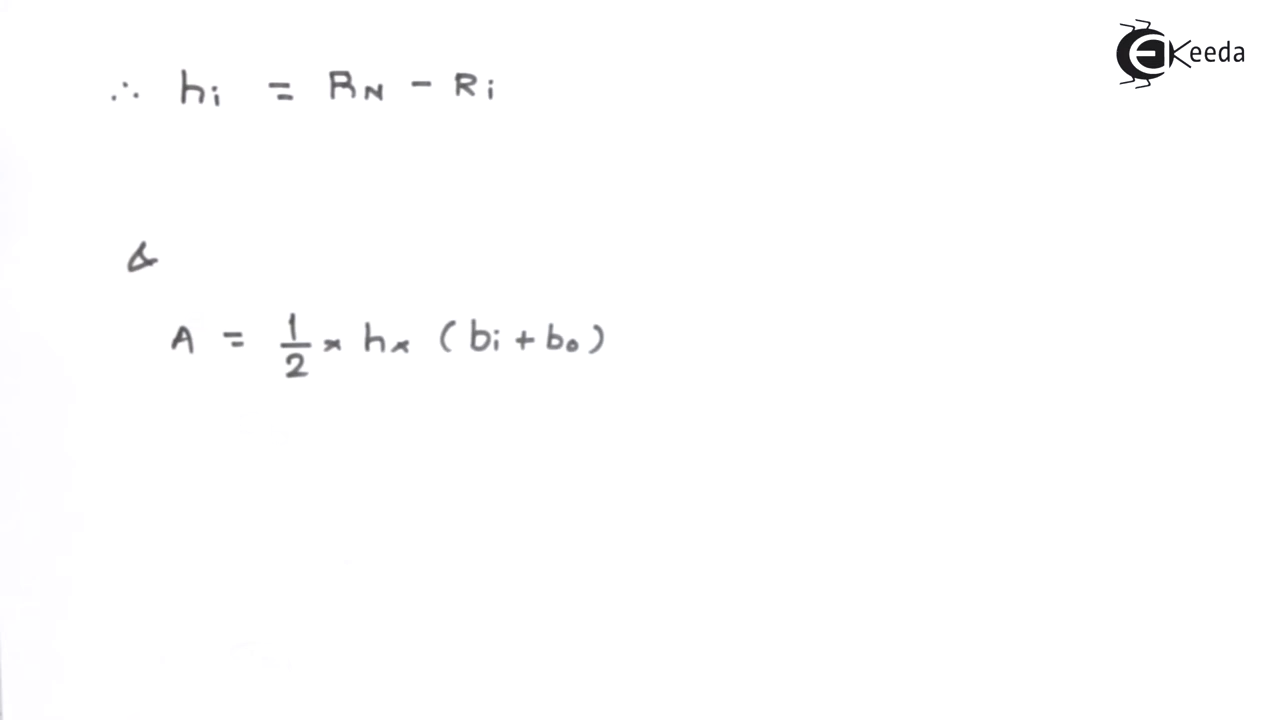 EKeeda
∴ hi = RN - Ri
&
A = 1/2 × h × (bi + bo)